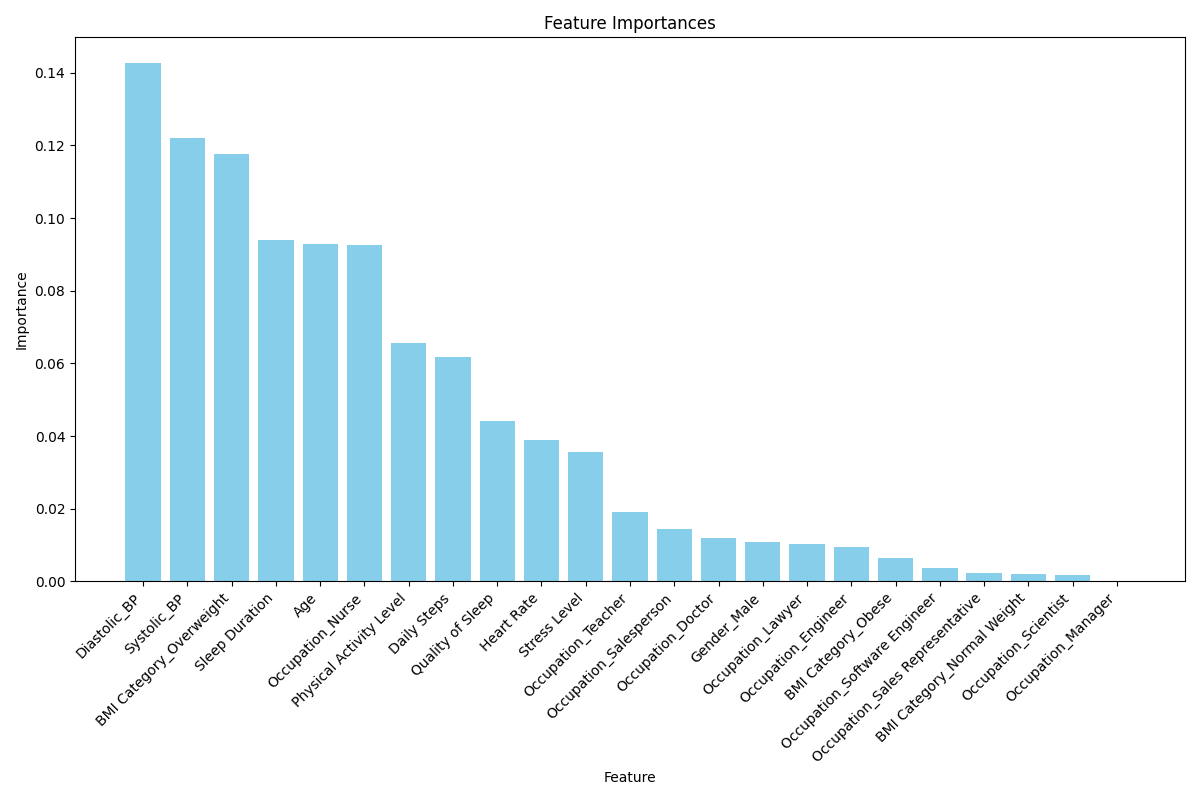 Feature Importances
Importance
0.14
0.12
0.10
0.08
0.06
0.04
0.02
0.00
Diastolic_BP
Systolic_BP
BMI Category_Overweight
Sleep Duration
Age
Occupation_Nurse
Physical Activity Level
Daily Steps
Quality of Sleep
Heart Rate
Stress Level
Occupation_Teacher
Occupation_Salesperson
Occupation_Doctor
Gender_Male
Occupation_Lawyer
Occupation_Engineer
BMI Category_Obese
Occupation_Software Engineer
Occupation_Sales Representative
BMI Category_Normal Weight
Occupation_Scientist
Occupation_Manager
Feature